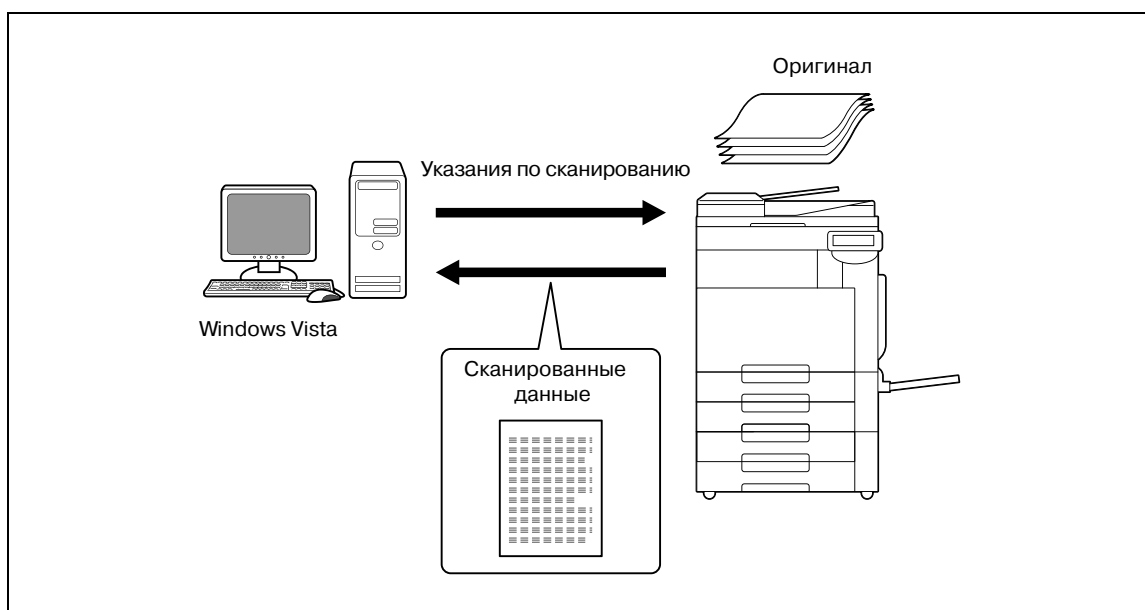 Оригинал
Указания по сканированию
Windows Vista
Сканированные
данные